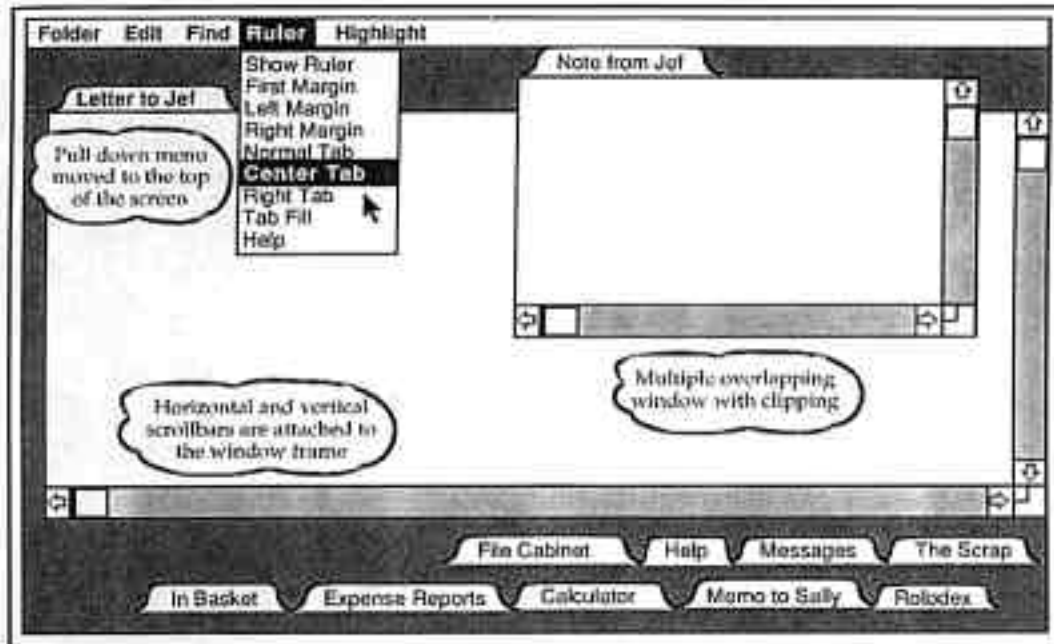 Folder Edit Find Ruler Highlight
Show Ruler
First Margin
Left Margin
Right Margin
Normal Tab
Center Tab
Right Tab
Tab Fill
Help
Note from Jef
Letter to Jef
Pull down menu
moved to the top
of the screen
Horizontal and vertical
scrollbars are attached to
the window frame
Multiple overlapping
window with clipping
File Cabinet Help Messages The Scrap
In Basket Expense Reports Calculator Memo to Sally Rolodex